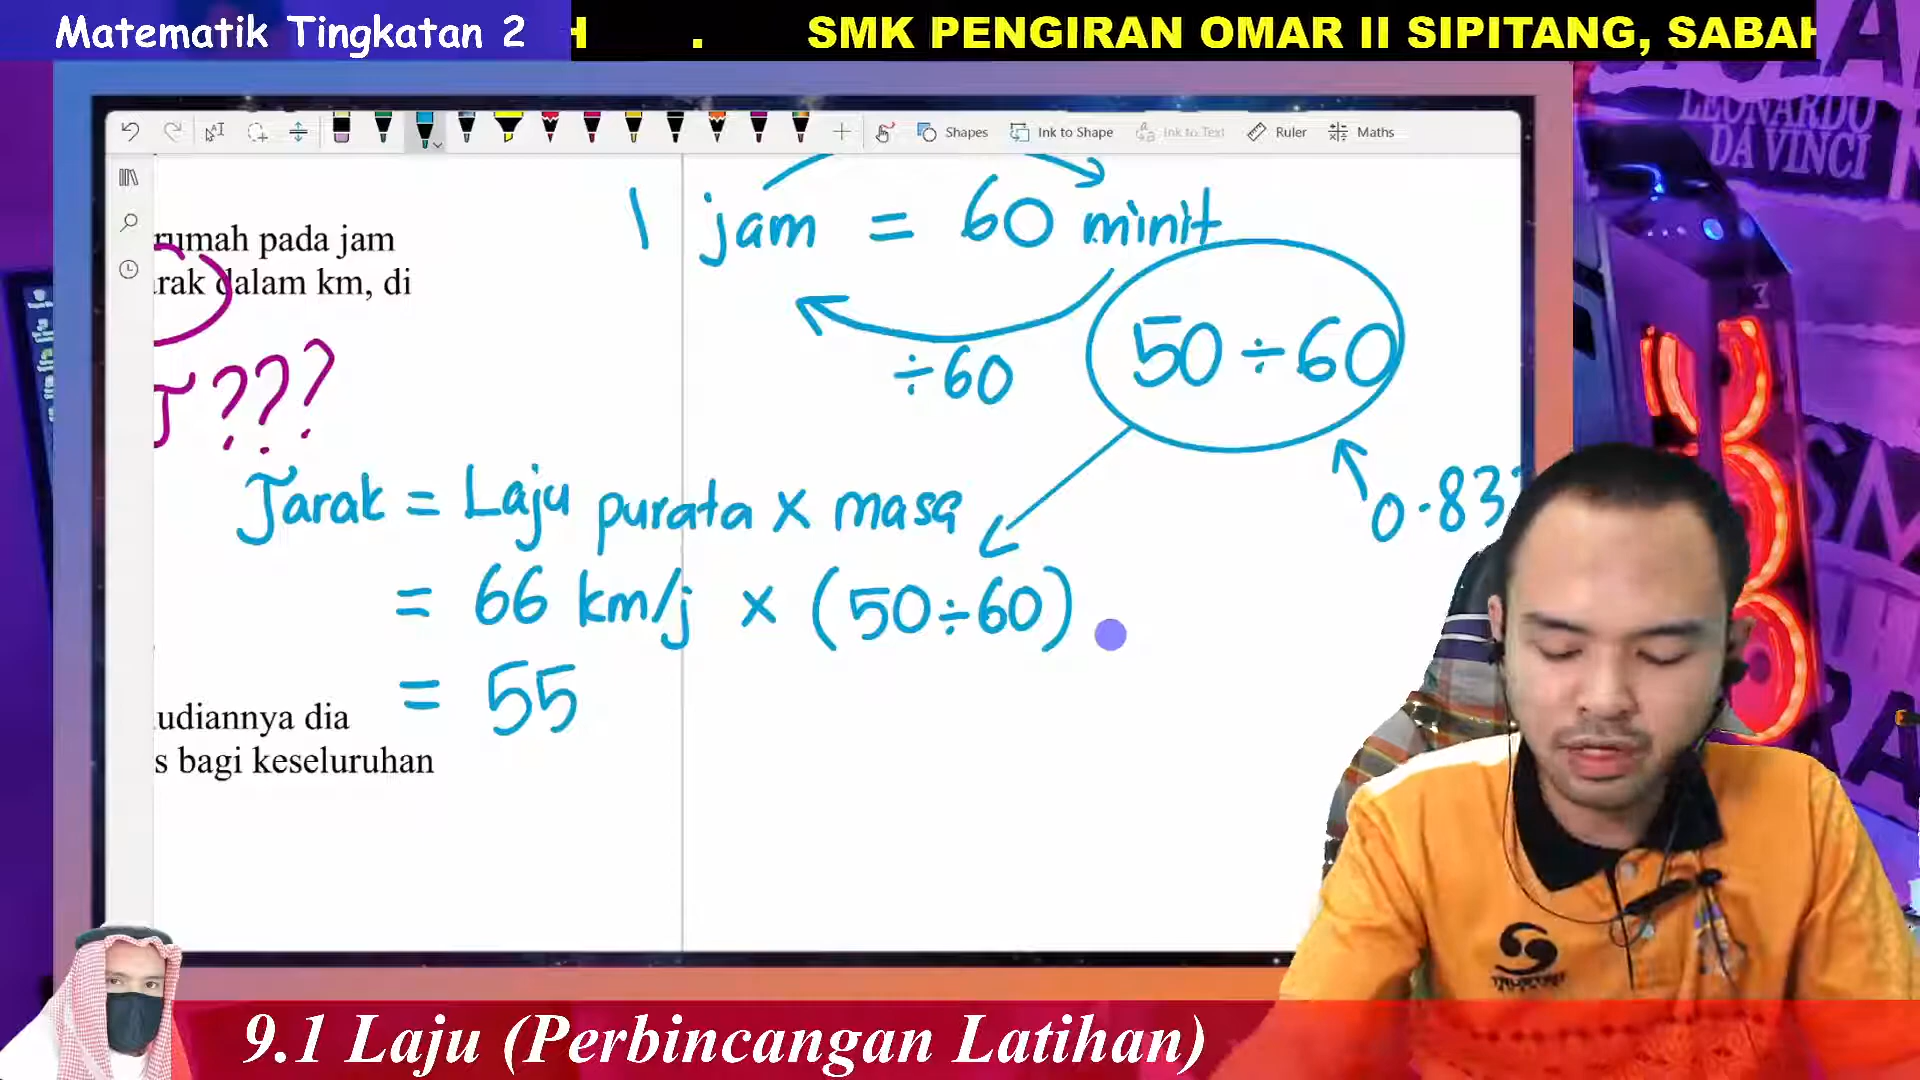 Matematik Tingkatan 2
H . SMK PENGIRAN OMAR II SIPITANG, SABAH
Shapes Ink to Shape Ink to Text Ruler Maths
rumah pada jam
arak dalam km, di
J???
1 jam = 60 minit
÷60
50 ÷ 60
0.83
Jarak = Laju purata x masa
= 66 km/j x (50÷60)
= 55
udiannya dia
s bagi keseluruhan
LEONARDO
DA VINCI
9.1 Laju (Perbincangan Latihan)